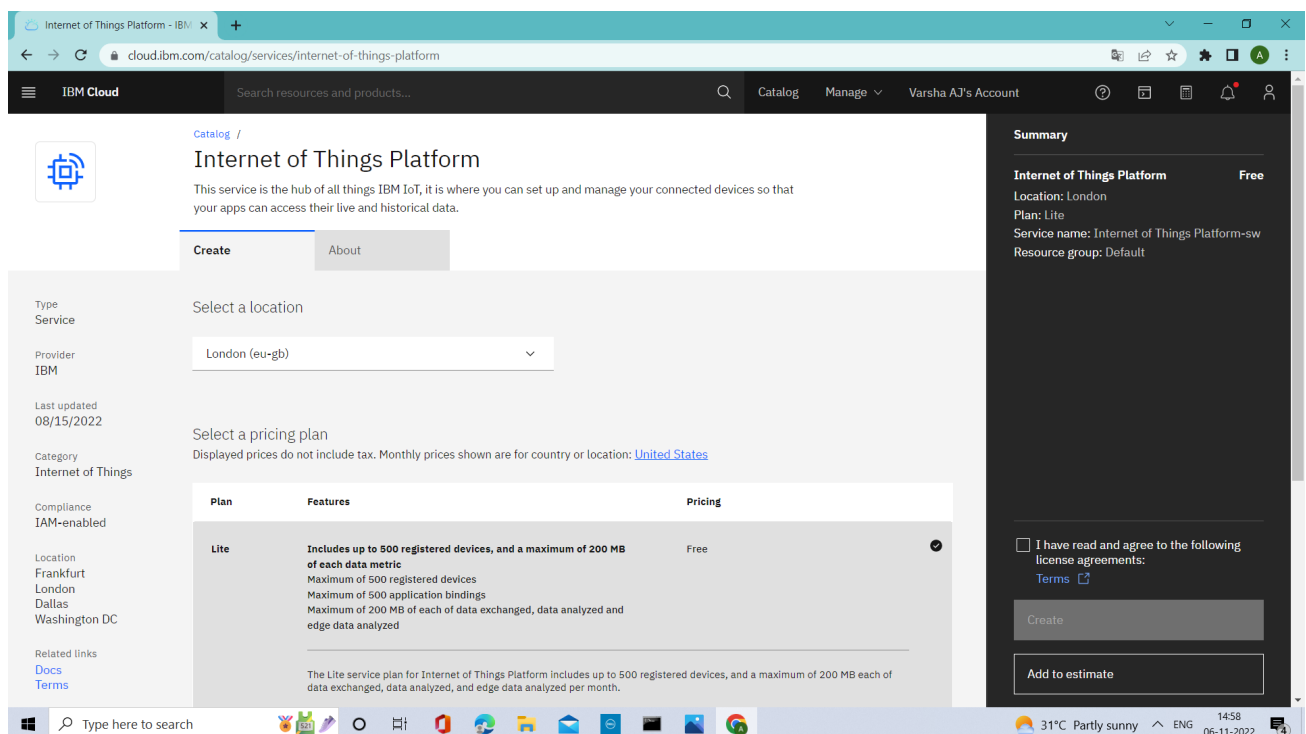 Internet of Things Platform - IBM
cloud.ibm.com/catalog/services/internet-of-things-platform
A
IBM Cloud
Search resources and products...
Catalog
Manage
Varsha AJ's Account
Catalog /
Internet of Things Platform
This service is the hub of all things IBM IoT, it is where you can set up and manage your connected devices so that
your apps can access their live and historical data.
Create
About
Type
Service
Provider
IBM
Last updated
08/15/2022
Category
Internet of Things
Compliance
IAM-enabled
Location
Frankfurt
London
Dallas
Washington DC
Related links
Docs
Terms
Select a location
London (eu-gb)
Select a pricing plan
Displayed prices do not include tax. Monthly prices shown are for country or location: United States
Plan Features Pricing
Lite
Includes up to 500 registered devices, and a maximum of 200 MB
of each data metric
Maximum of 500 registered devices
Maximum of 500 application bindings
Maximum of 200 MB of each of data exchanged, data analyzed and
edge data analyzed
Free
The Lite service plan for Internet of Things Platform includes up to 500 registered devices, and a maximum of 200 MB each of
data exchanged, data analyzed, and edge data analyzed per month.
Summary
Internet of Things Platform Free
Location: London
Plan: Lite
Service name: Internet of Things Platform-sw
Resource group: Default
I have read and agree to the following
license agreements:
Terms
Create
Add to estimate
Type here to search
31°C Partly sunny
ENG
14:58
06-11-2022
4